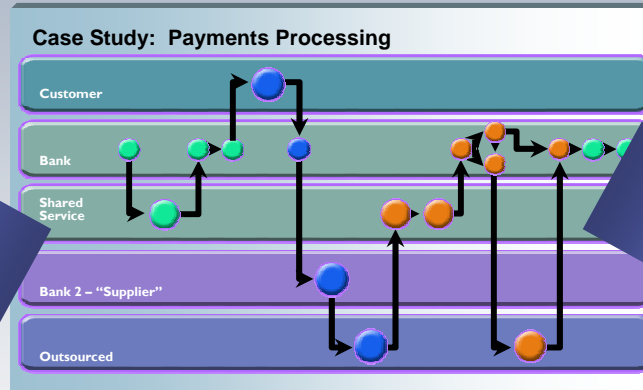 Case Study:  Payments Processing
Customer
Bank
Shared
Service
Bank 2 – “Supplier”
Outsourced